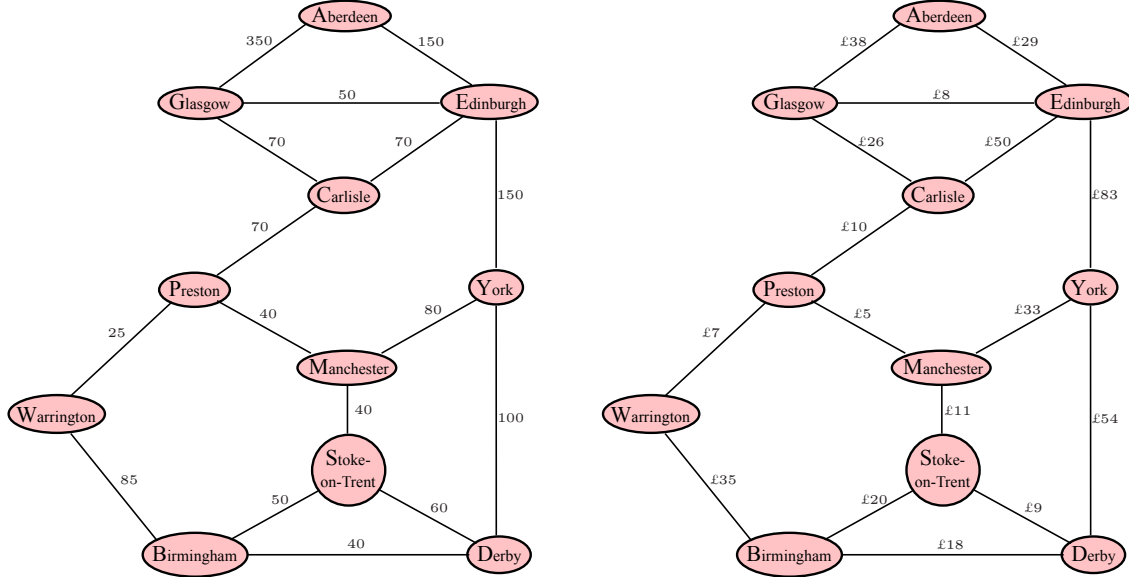 Aberdeen Aberdeen
350 150 £38 £29
Glasgow 50 Edinburgh Glasgow £8 Edinburgh
70 70 £26 £50
Carlisle Carlisle
150 £83
70 £10
Preston York Preston York
40 80 £5 £33
25 £7
Manchester Manchester
Warrington 40 100 Warrington £11 £54
Stoke- Stoke-
on-Trent on-Trent
85 £35
50 60 £20 £9
40 £18
Birmingham Derby Birmingham Derby